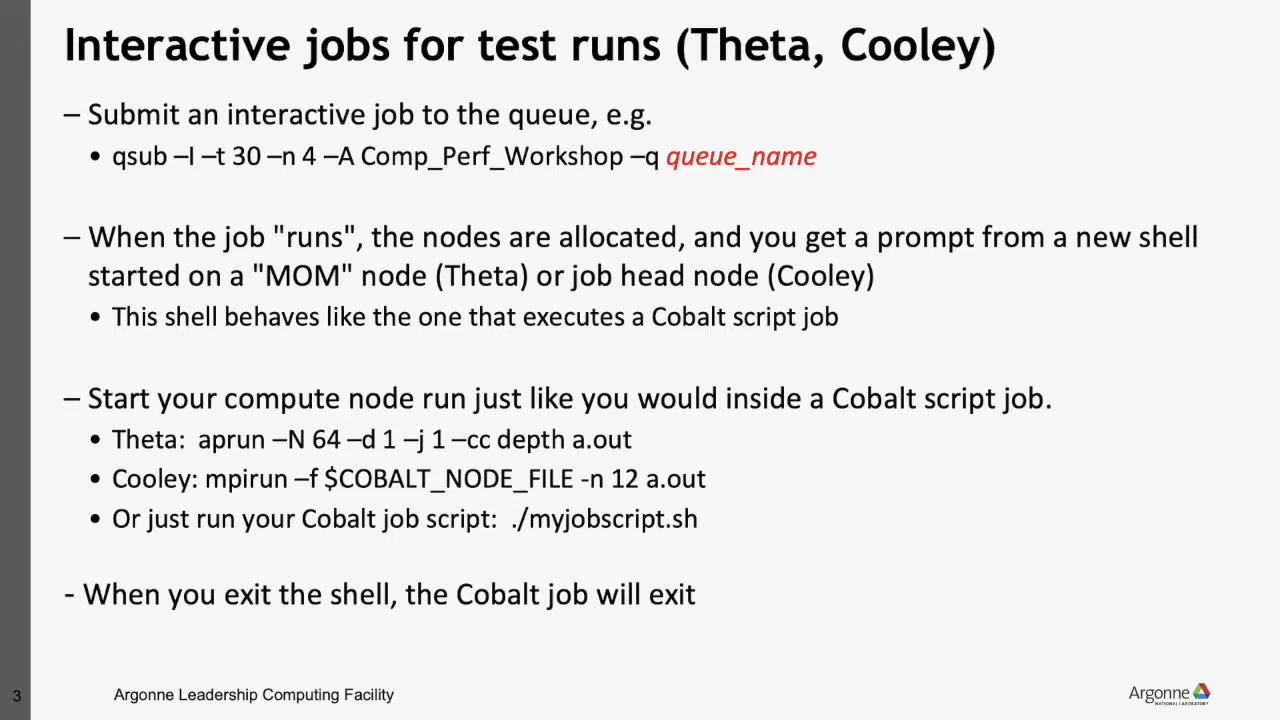 Interactive jobs for test runs (Theta, Cooley)
– Submit an interactive job to the queue, e.g.
• qsub –I –t 30 –n 4 –A Comp_Perf_Workshop –q queue_name
– When the job "runs", the nodes are allocated, and you get a prompt from a new shell
started on a "MOM" node (Theta) or job head node (Cooley)
• This shell behaves like the one that executes a Cobalt script job
– Start your compute node run just like you would inside a Cobalt script job.
• Theta:  aprun –N 64 –d 1 –j 1 –cc depth a.out
• Cooley: mpirun –f $COBALT_NODE_FILE -n 12 a.out
• Or just run your Cobalt job script:  ./myjobscript.sh
- When you exit the shell, the Cobalt job will exit
3
Argonne Leadership Computing Facility
Argonne
NATIONAL LABORATORY